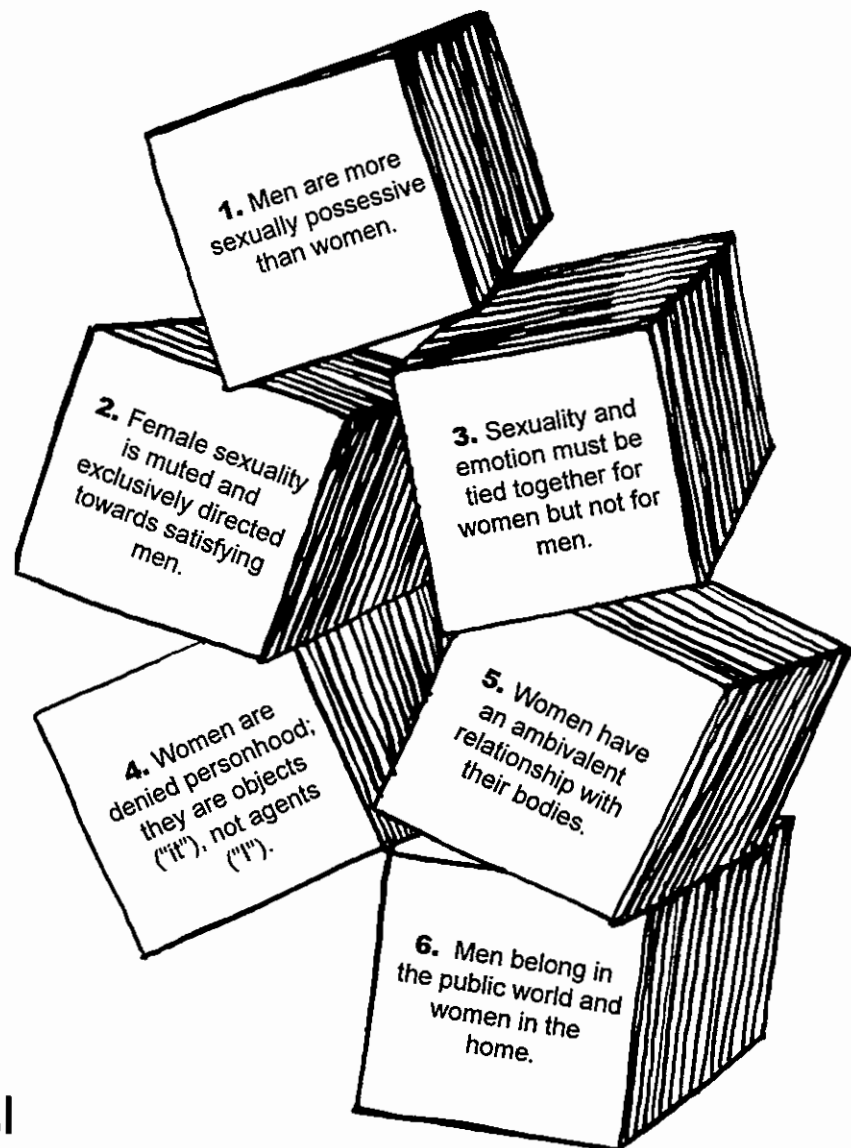 1. Men are more
sexually possessive
than women.
2. Female sexuality
is muted and
exclusively directed
towards satisfying
men.
3. Sexuality and
emotion must be
tied together for
women but not for
men.
4. Women are
denied personhood;
they are objects
("it"), not agents
("I").
5. Women have
an ambivalent
relationship with
their bodies.
6. Men belong in
the public world and
women in the
home.